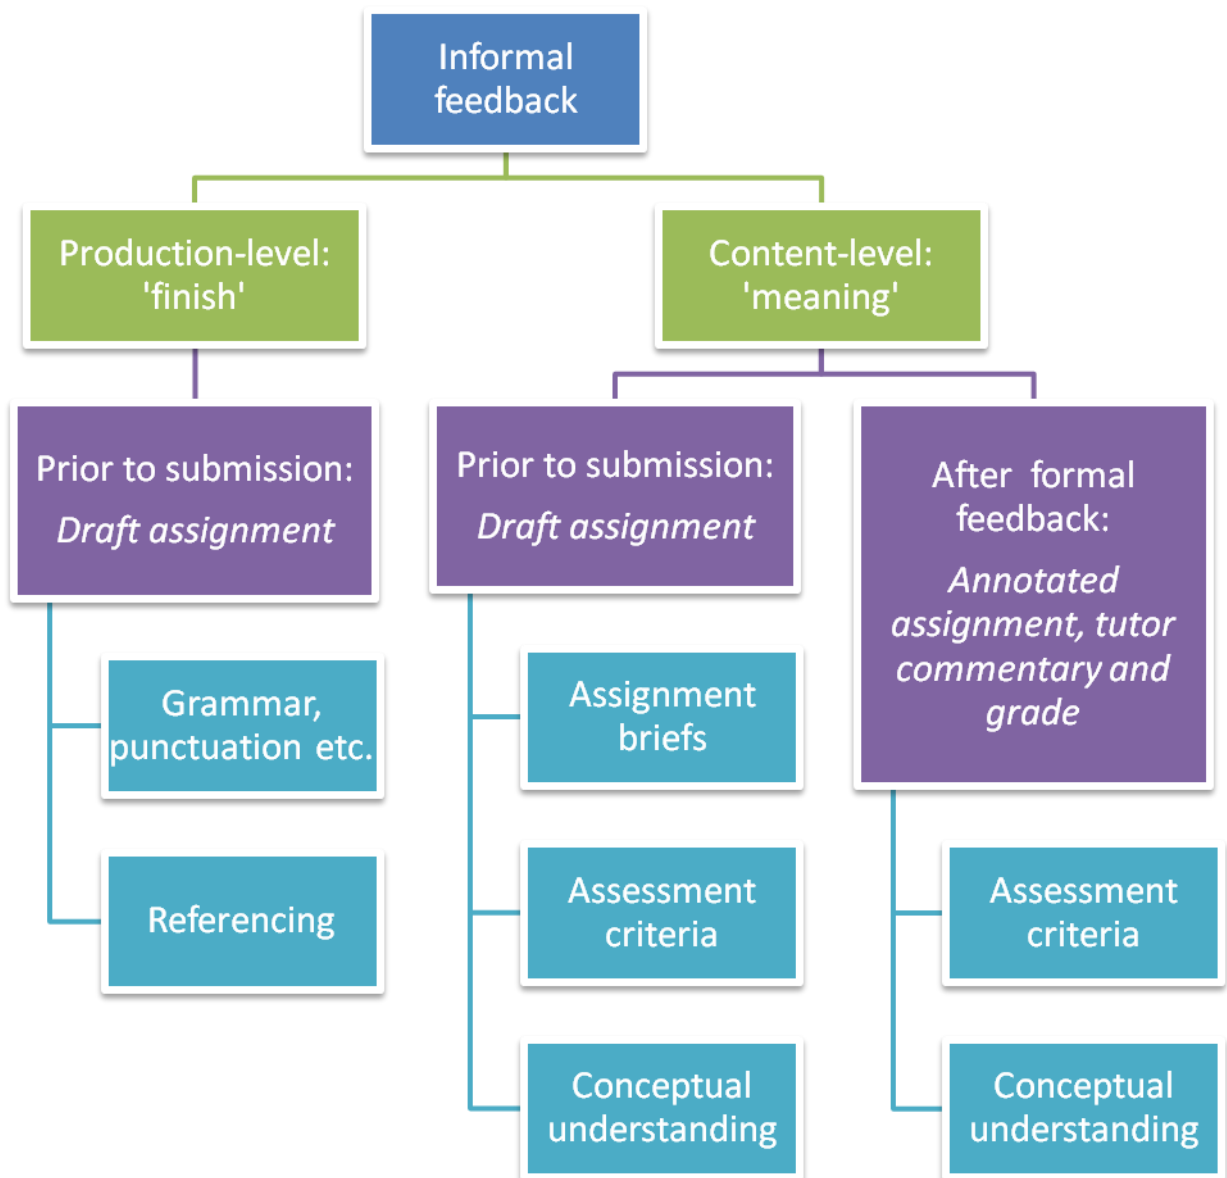 Informal
feedback
Production-level:
'finish'
Content-level:
'meaning'
Prior to submission:
Draft assignment
Grammar,
punctuation etc.
Referencing
Prior to submission:
Draft assignment
Assignment
briefs
Assessment
criteria
Conceptual
understanding
After formal
feedback:
Annotated
assignment, tutor
commentary and
grade
Assessment
criteria
Conceptual
understanding